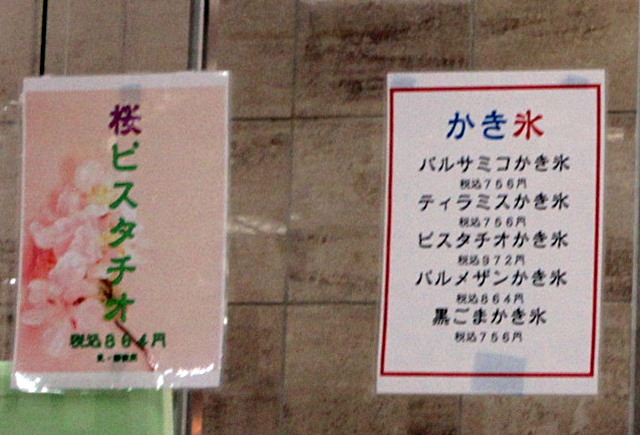 桜ピスタチオ
税込864円
かき氷
バルサミコかき氷
税込756円
ティラミスかき氷
税込756円
ピスタチオかき氷
税込972円
パルメザンかき氷
税込864円
黒ごまかき氷
税込756円